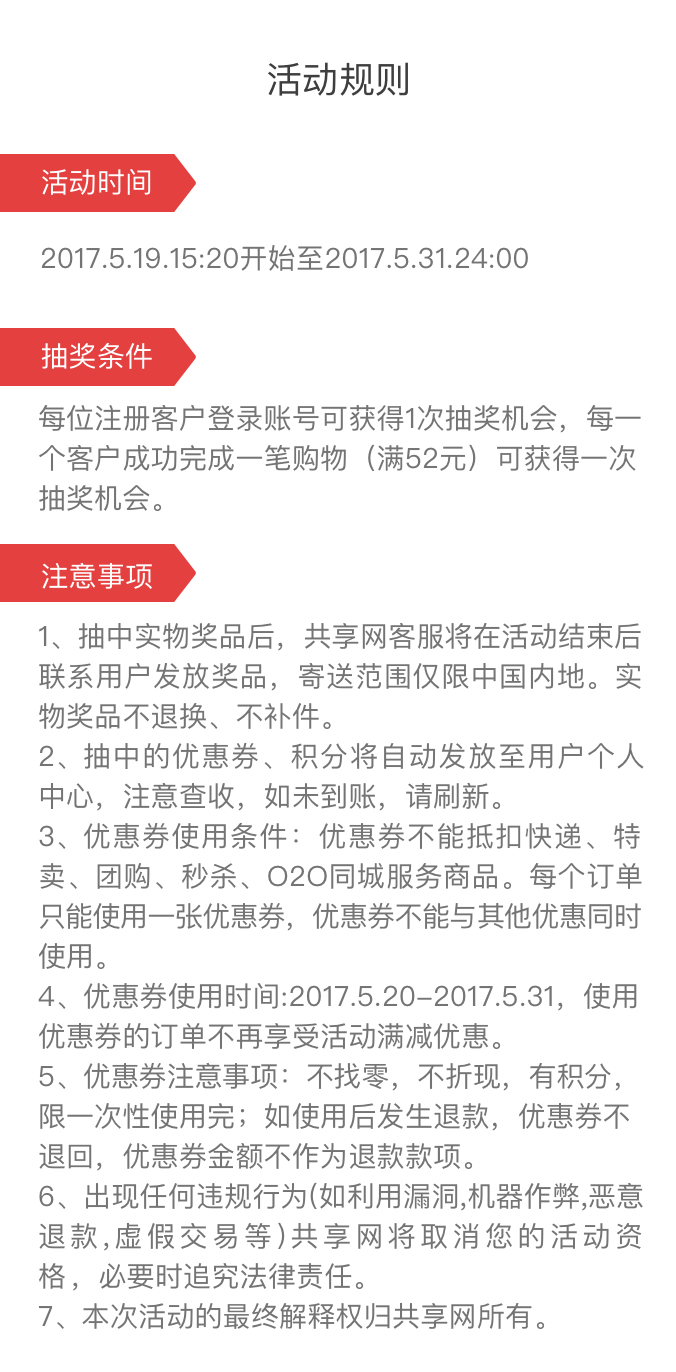 活动规则
活动时间
2017.5.19.15:20开始至2017.5.31.24:00
抽奖条件
每位注册客户登录账号可获得1次抽奖机会，每一
个客户成功完成一笔购物（满52元）可获得一次
抽奖机会。
注意事项
1、抽中实物奖品后，共享网客服将在活动结束后
联系用户发放奖品，寄送范围仅限中国内地。实
物奖品不退换、不补件。
2、抽中的优惠券、积分将自动发放至用户个人
中心，注意查收，如未到账，请刷新。
3、优惠券使用条件：优惠券不能抵扣快递、特
卖、团购、秒杀、O2O同城服务商品。每个订单
只能使用一张优惠券，优惠券不能与其他优惠同时
使用。
4、优惠券使用时间:2017.5.20–2017.5.31，使用
优惠券的订单不再享受活动满减优惠。
5、优惠券注意事项：不找零，不折现，有积分，
限一次性使用完；如使用后发生退款，优惠券不
退回，优惠券金额不作为退款款项。
6、出现任何违规行为(如利用漏洞,机器作弊,恶意
退款,虚假交易等)共享网将取消您的活动资
格，必要时追究法律责任。
7、本次活动的最终解释权归共享网所有。